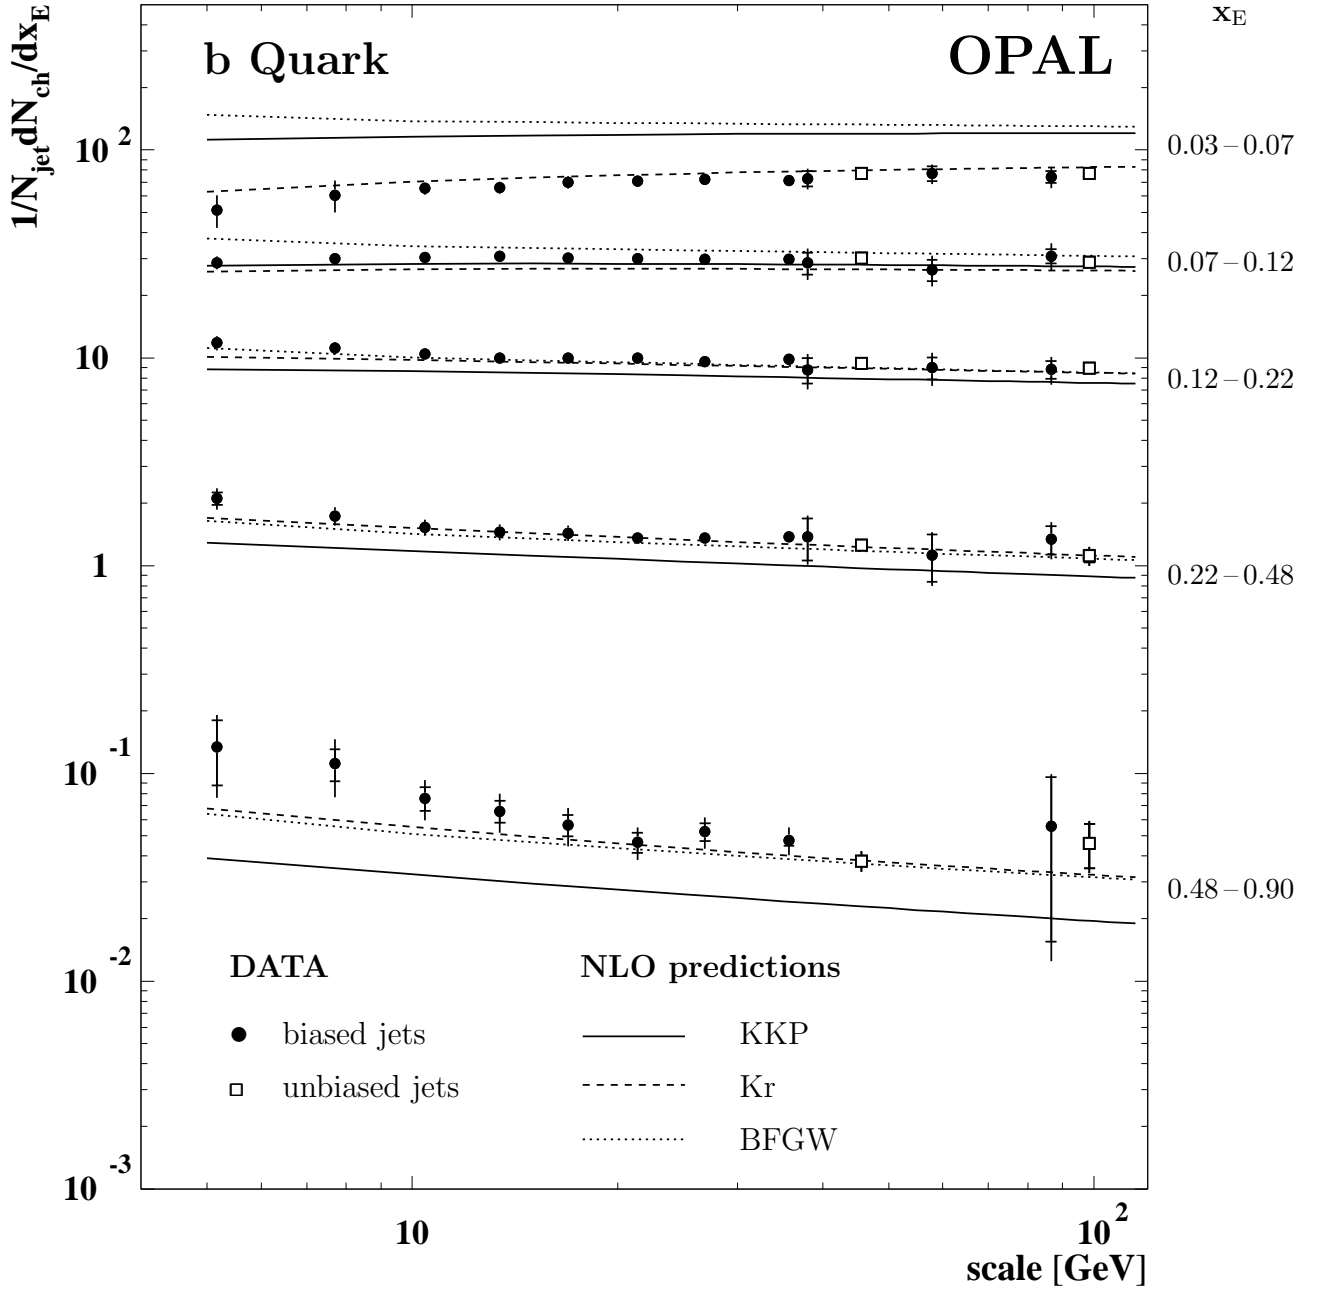 1/N_jet dN_ch/dx_E
x_E
b Quark
OPAL
10^2
10
1
10^-1
10^-2
10^-3
0.03 – 0.07
0.07 – 0.12
0.12 – 0.22
0.22 – 0.48
0.48 – 0.90
DATA
biased jets
unbiased jets
NLO predictions
KKP
Kr
BFGW
10
10^2
scale [GeV]